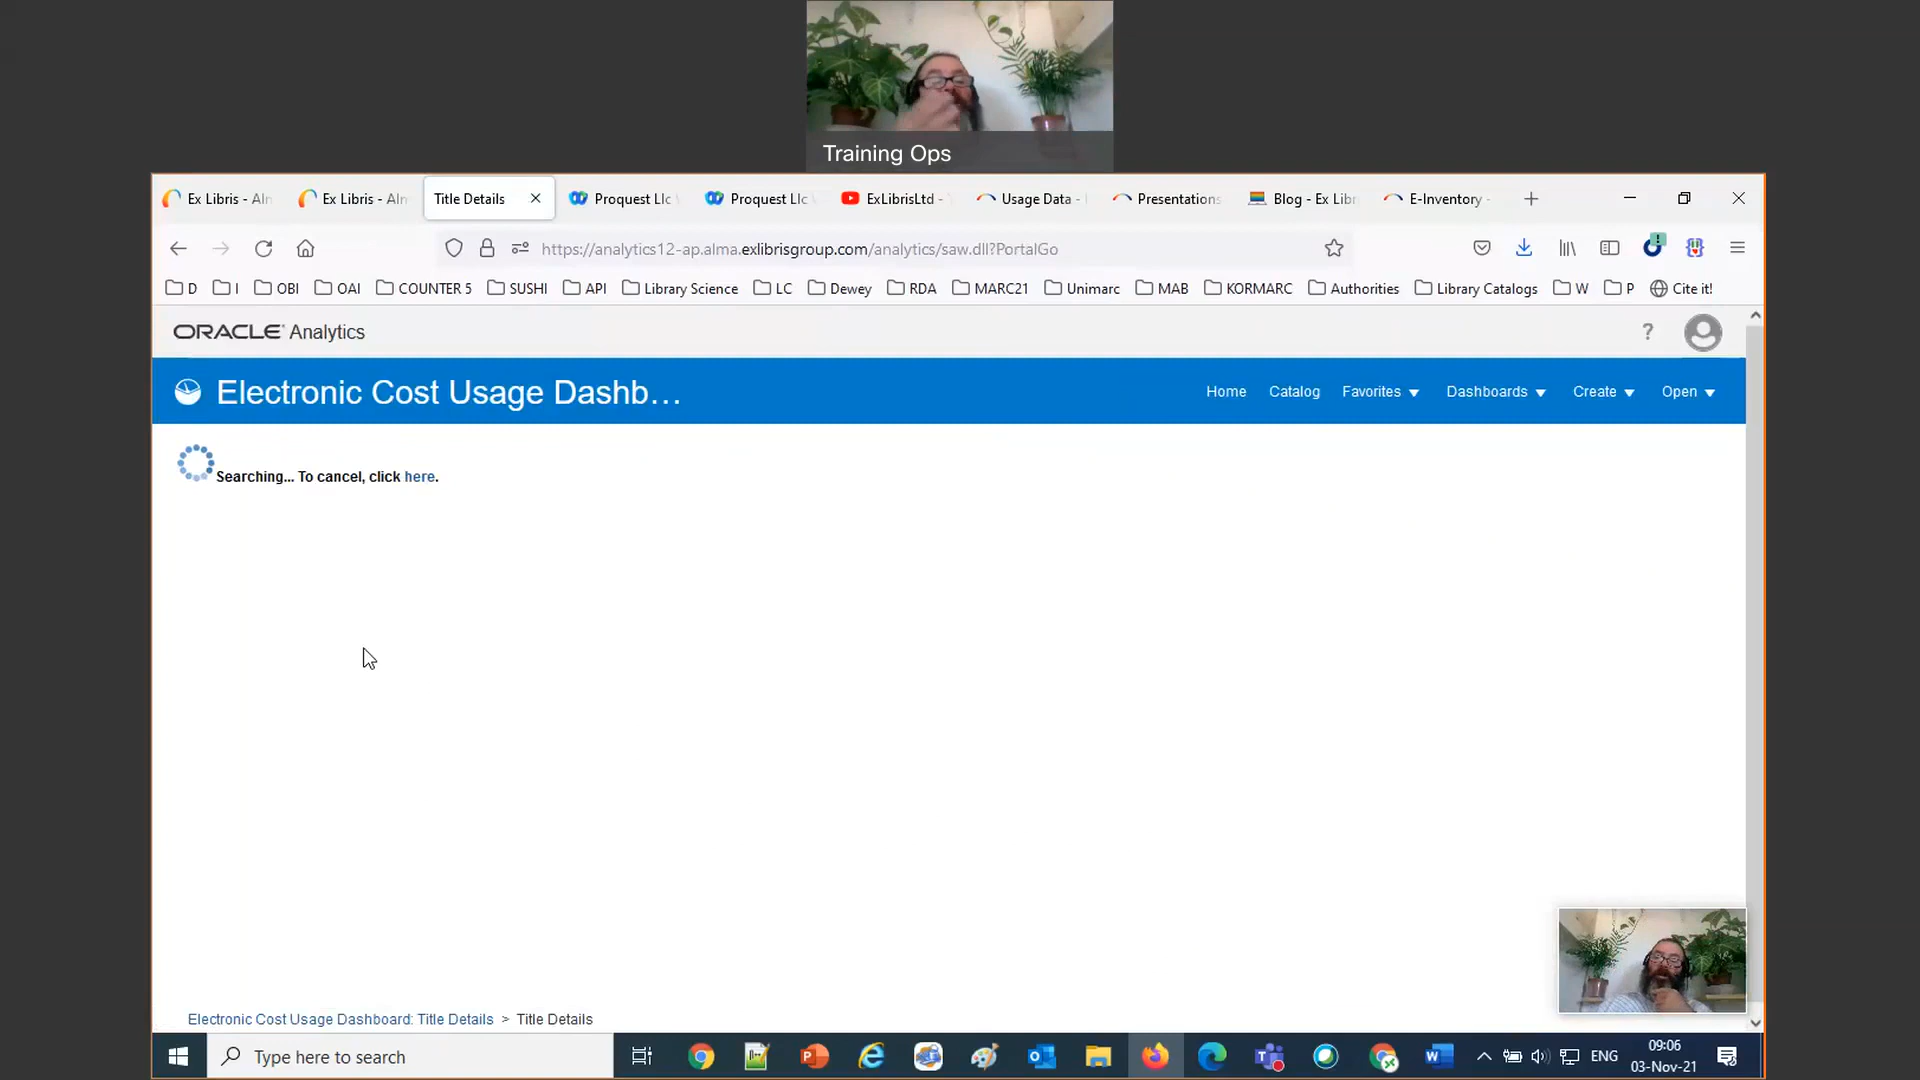 Training Ops
Ex Libris - Alm
Ex Libris - Alm
Title Details
Proquest Llc
Proquest Llc
ExLibrisLtd -
Usage Data -
Presentations
Blog - Ex Libr
E-Inventory -
https://analytics12-ap.alma.exlibrisgroup.com/analytics/saw.dll?PortalGo
D I OBI OAI COUNTER 5 SUSHI API Library Science LC Dewey RDA MARC21 Unimarc MAB KORMARC Authorities Library Catalogs W P Cite it!
ORACLE Analytics ?
Electronic Cost Usage Dashb... Home Catalog Favorites Dashboards Create Open
Searching... To cancel, click here.
Electronic Cost Usage Dashboard: Title Details > Title Details
Type here to search
ENG
09:06
03-Nov-21